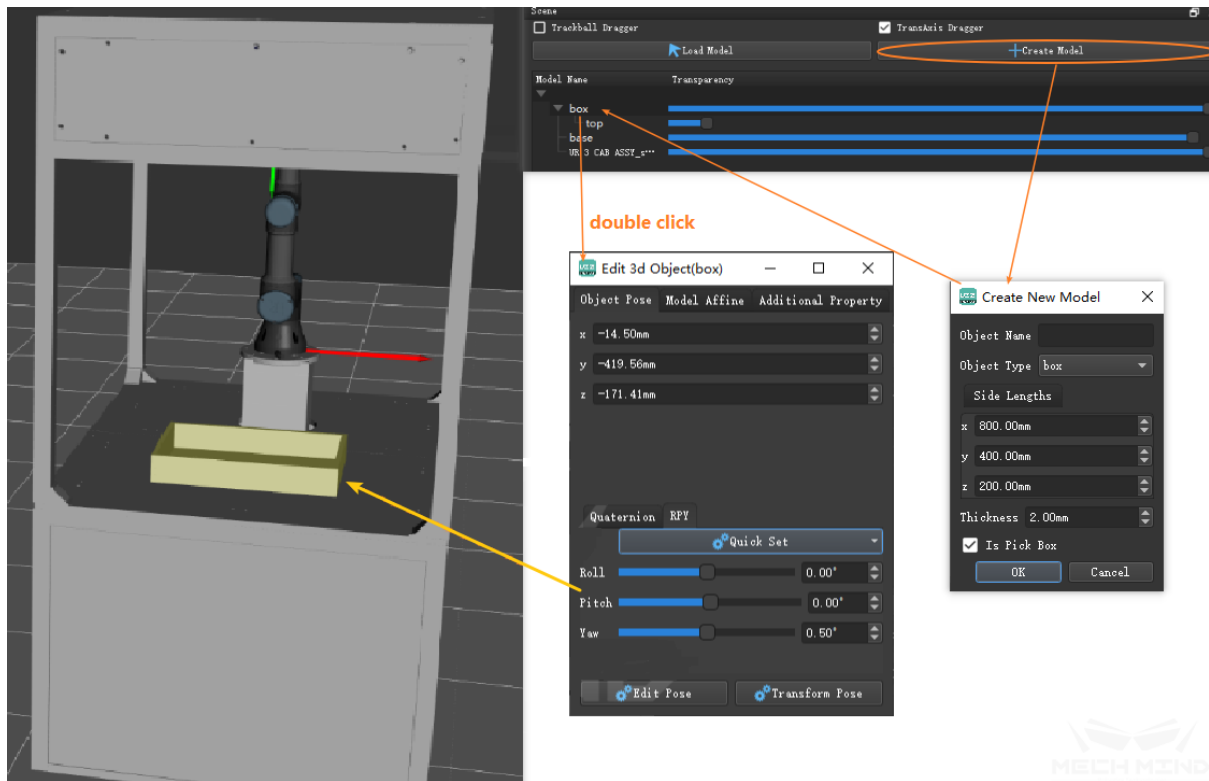 Scene
Trackball Dragger
TransAxis Dragger
Load Model
Create Model
Model Name Transparency
box
top
base
UR 3 CAB ASSY_s···
double click
Edit 3d Object(box)
Object Pose Model Affine Additional Property
x -14.50mm
y -419.56mm
z -171.41mm
Quaternion RPY
Quick Set
Roll 0.00°
Pitch 0.00°
Yaw 0.50°
Edit Pose Transform Pose
Create New Model
Object Name
Object Type box
Side Lengths
x 800.00mm
y 400.00mm
z 200.00mm
Thickness 2.00mm
Is Pick Box
OK Cancel
MECH MIND